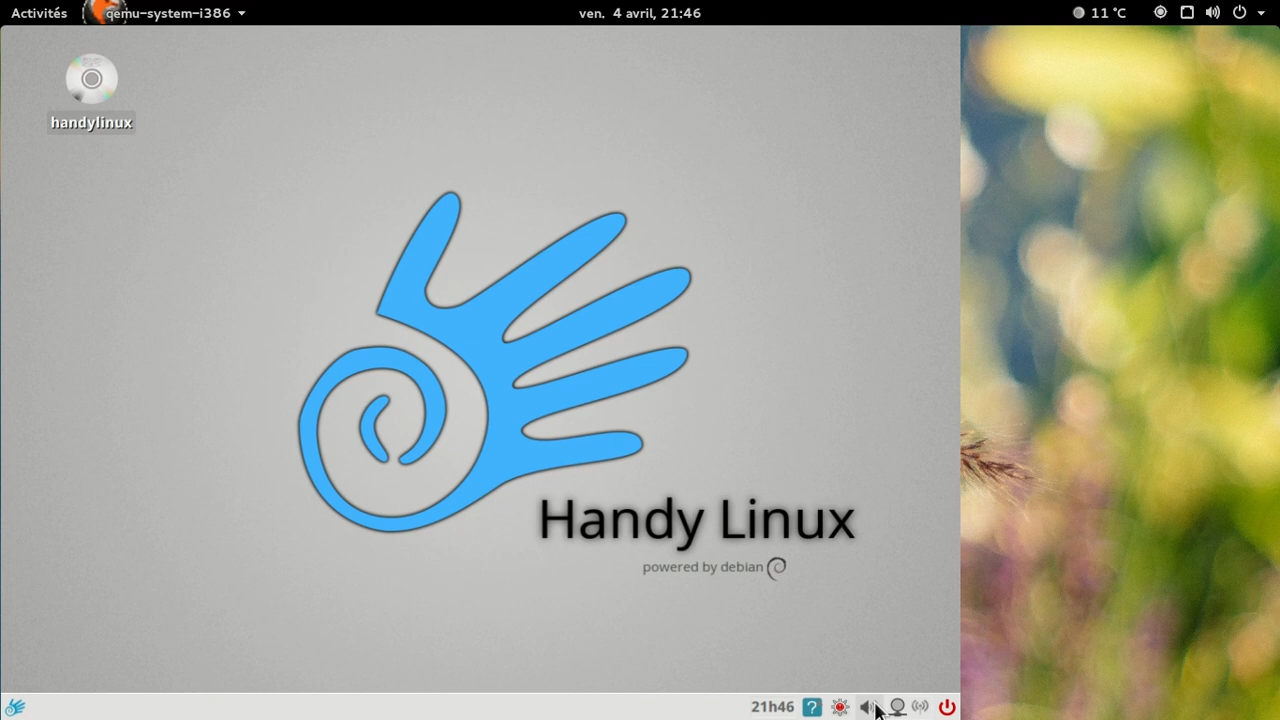 Activités
qemu-system-i386
ven. 4 avril, 21:46
11 °C
handylinux
Handy Linux
powered by debian
21h46
?